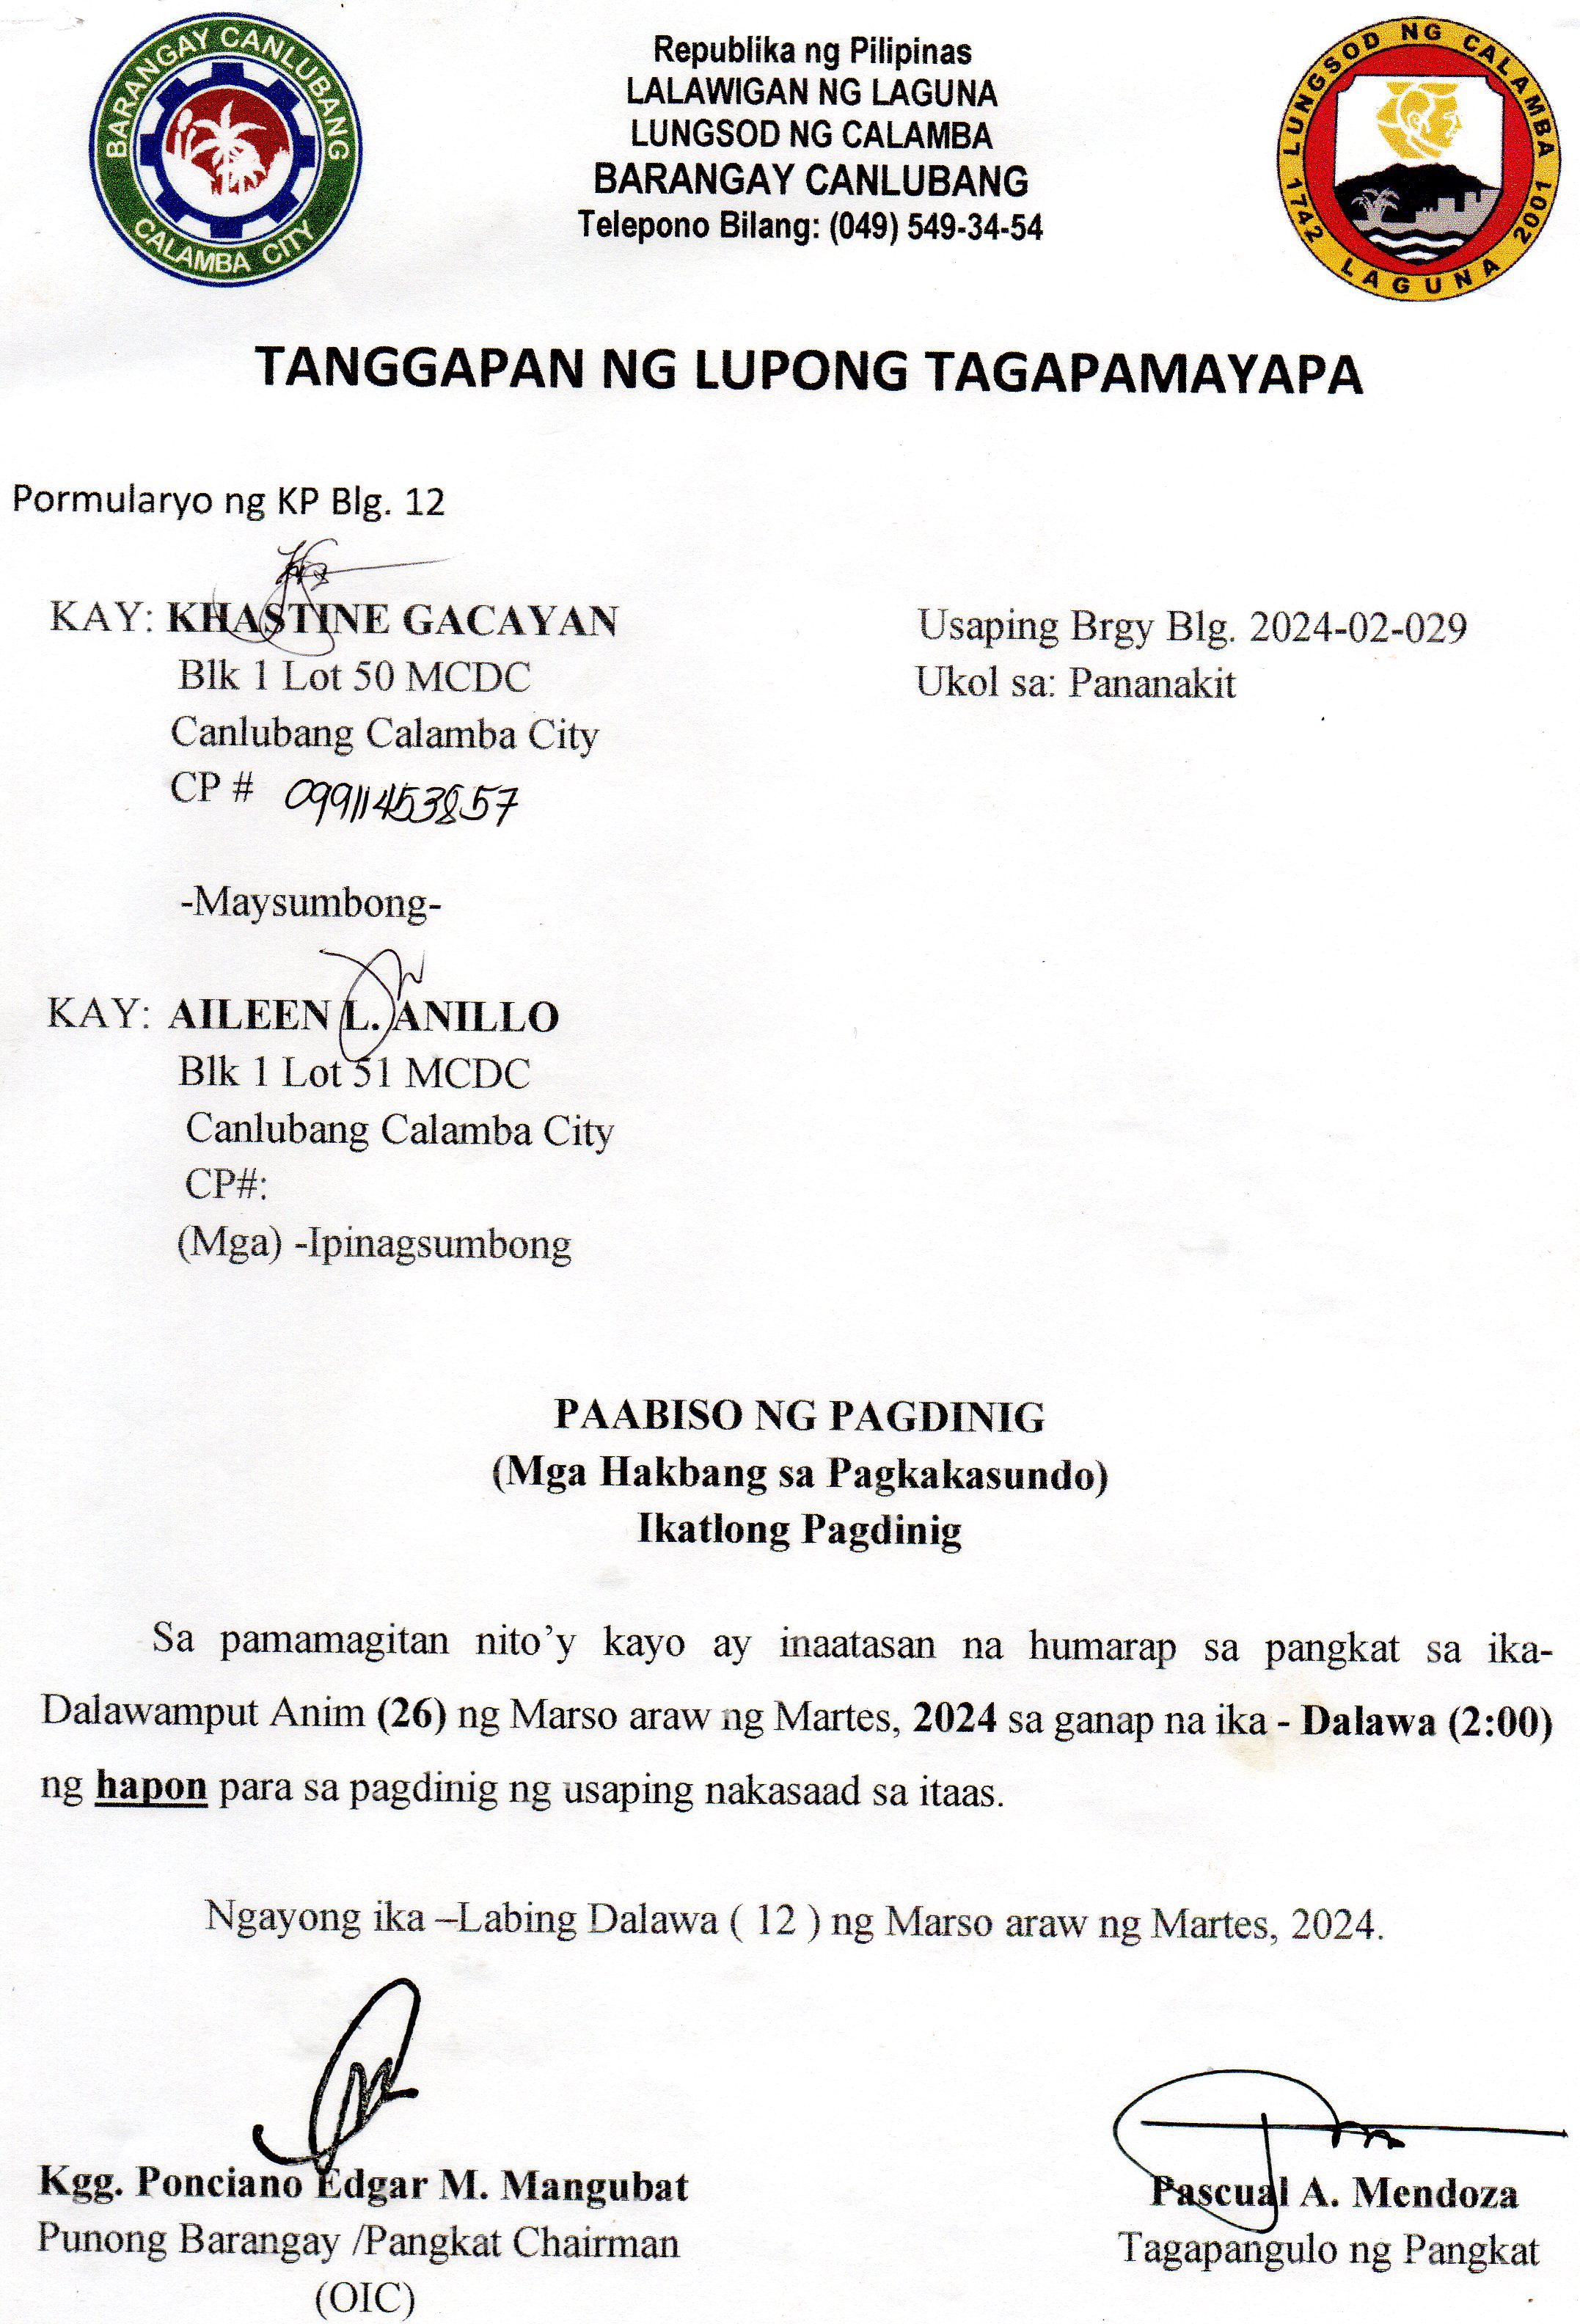 BARANGAY CANLUBANG
CALAMBA CITY
Republika ng Pilipinas
LALAWIGAN NG LAGUNA
LUNGSOD NG CALAMBA
BARANGAY CANLUBANG
Telepono Bilang: (049) 549-34-54
LUNGSOD NG CALAMBA
1742 LAGUNA 2001
TANGGAPAN NG LUPONG TAGAPAMAYAPA
Pormularyo ng KP Blg. 12
KAY: KHASTINE GACAYAN
Blk 1 Lot 50 MCDC
Canlubang Calamba City
CP # 09911453857
Usaping Brgy Blg. 2024-02-029
Ukol sa: Pananakit
-Maysumbong-
KAY: AILEEN L. ANILLO
Blk 1 Lot 51 MCDC
Canlubang Calamba City
CP#:
(Mga) -Ipinagsumbong
PAABISO NG PAGDINIG
(Mga Hakbang sa Pagkakasundo)
Ikatlong Pagdinig
Sa pamamagitan nito'y kayo ay inaatasan na humarap sa pangkat sa ika-
Dalawamput Anim (26) ng Marso araw ng Martes, 2024 sa ganap na ika - Dalawa (2:00)
ng hapon para sa pagdinig ng usaping nakasaad sa itaas.
Ngayong ika –Labing Dalawa ( 12 ) ng Marso araw ng Martes, 2024.
Kgg. Ponciano Edgar M. Mangubat
Punong Barangay /Pangkat Chairman
(OIC)
Pascual A. Mendoza
Tagapangulo ng Pangkat